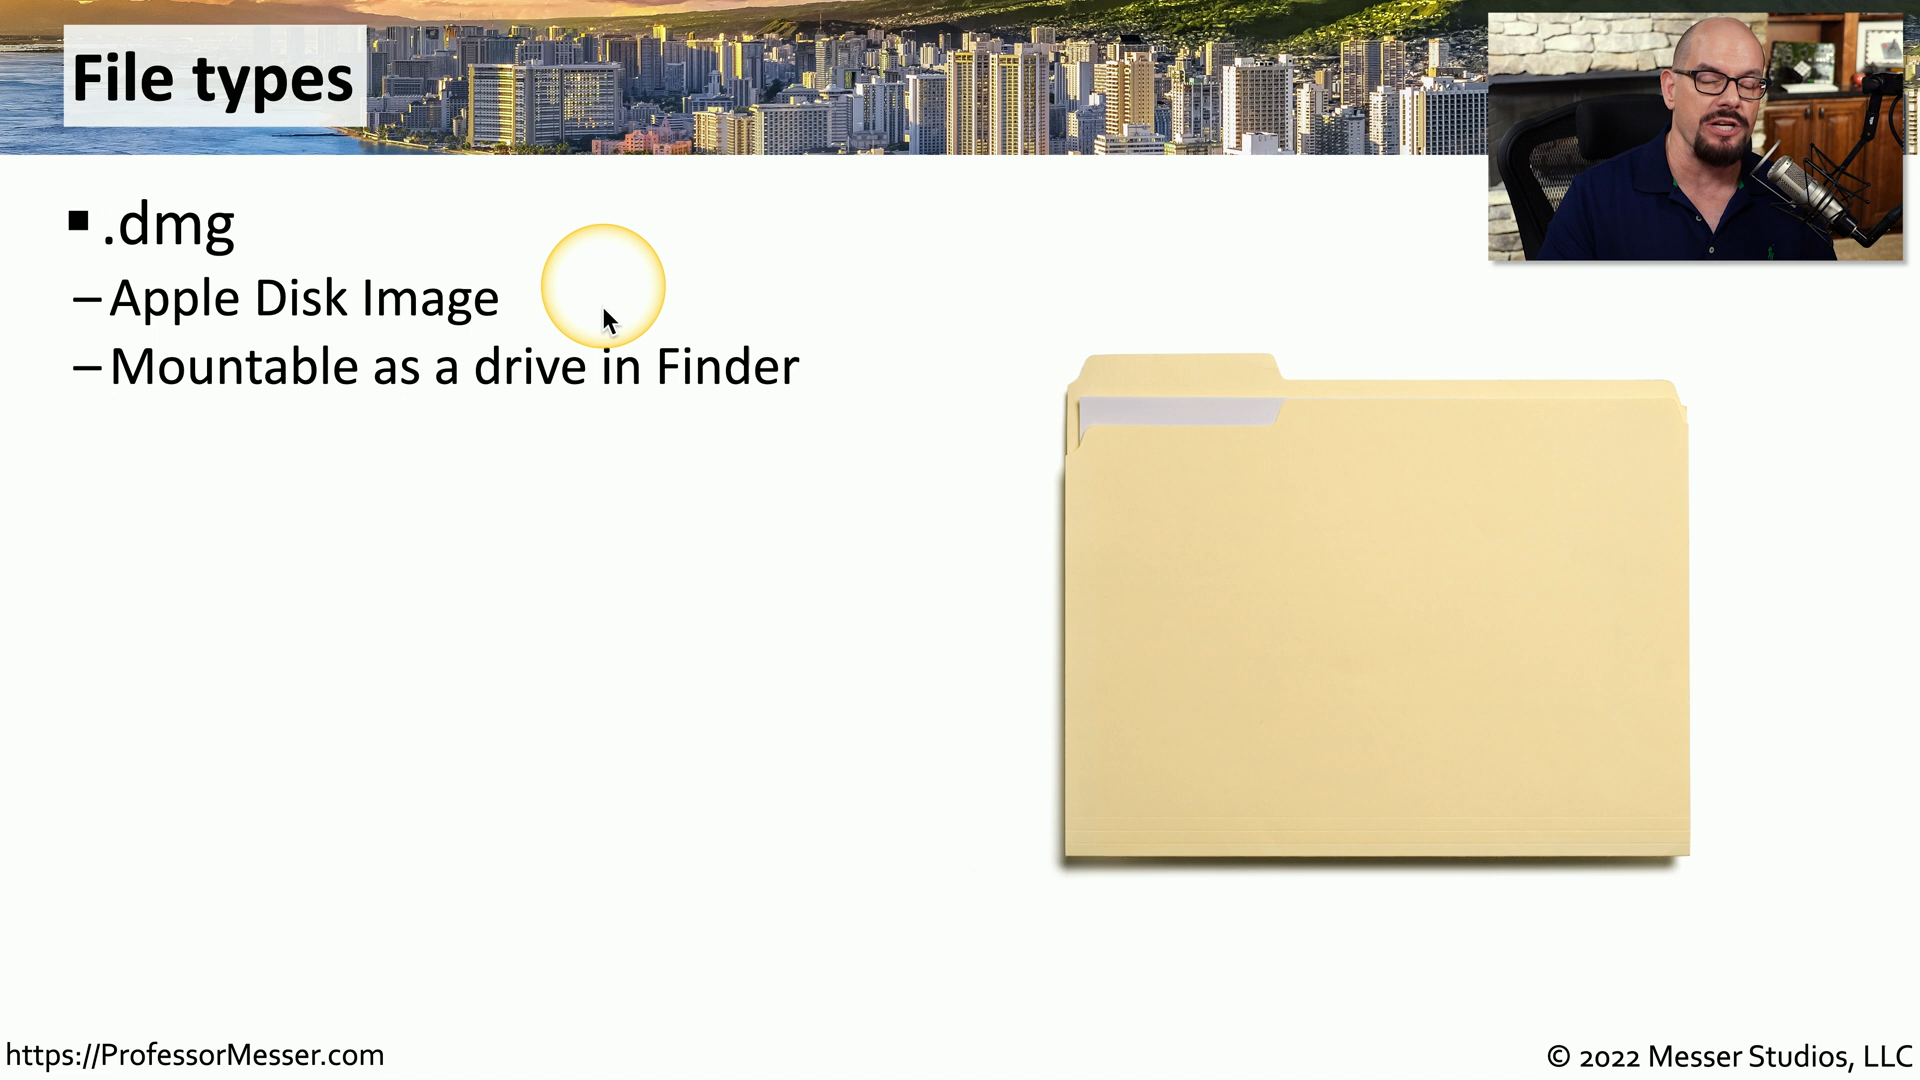 File types
▪ .dmg
– Apple Disk Image
– Mountable as a drive in Finder
https://ProfessorMesser.com
© 2022 Messer Studios, LLC